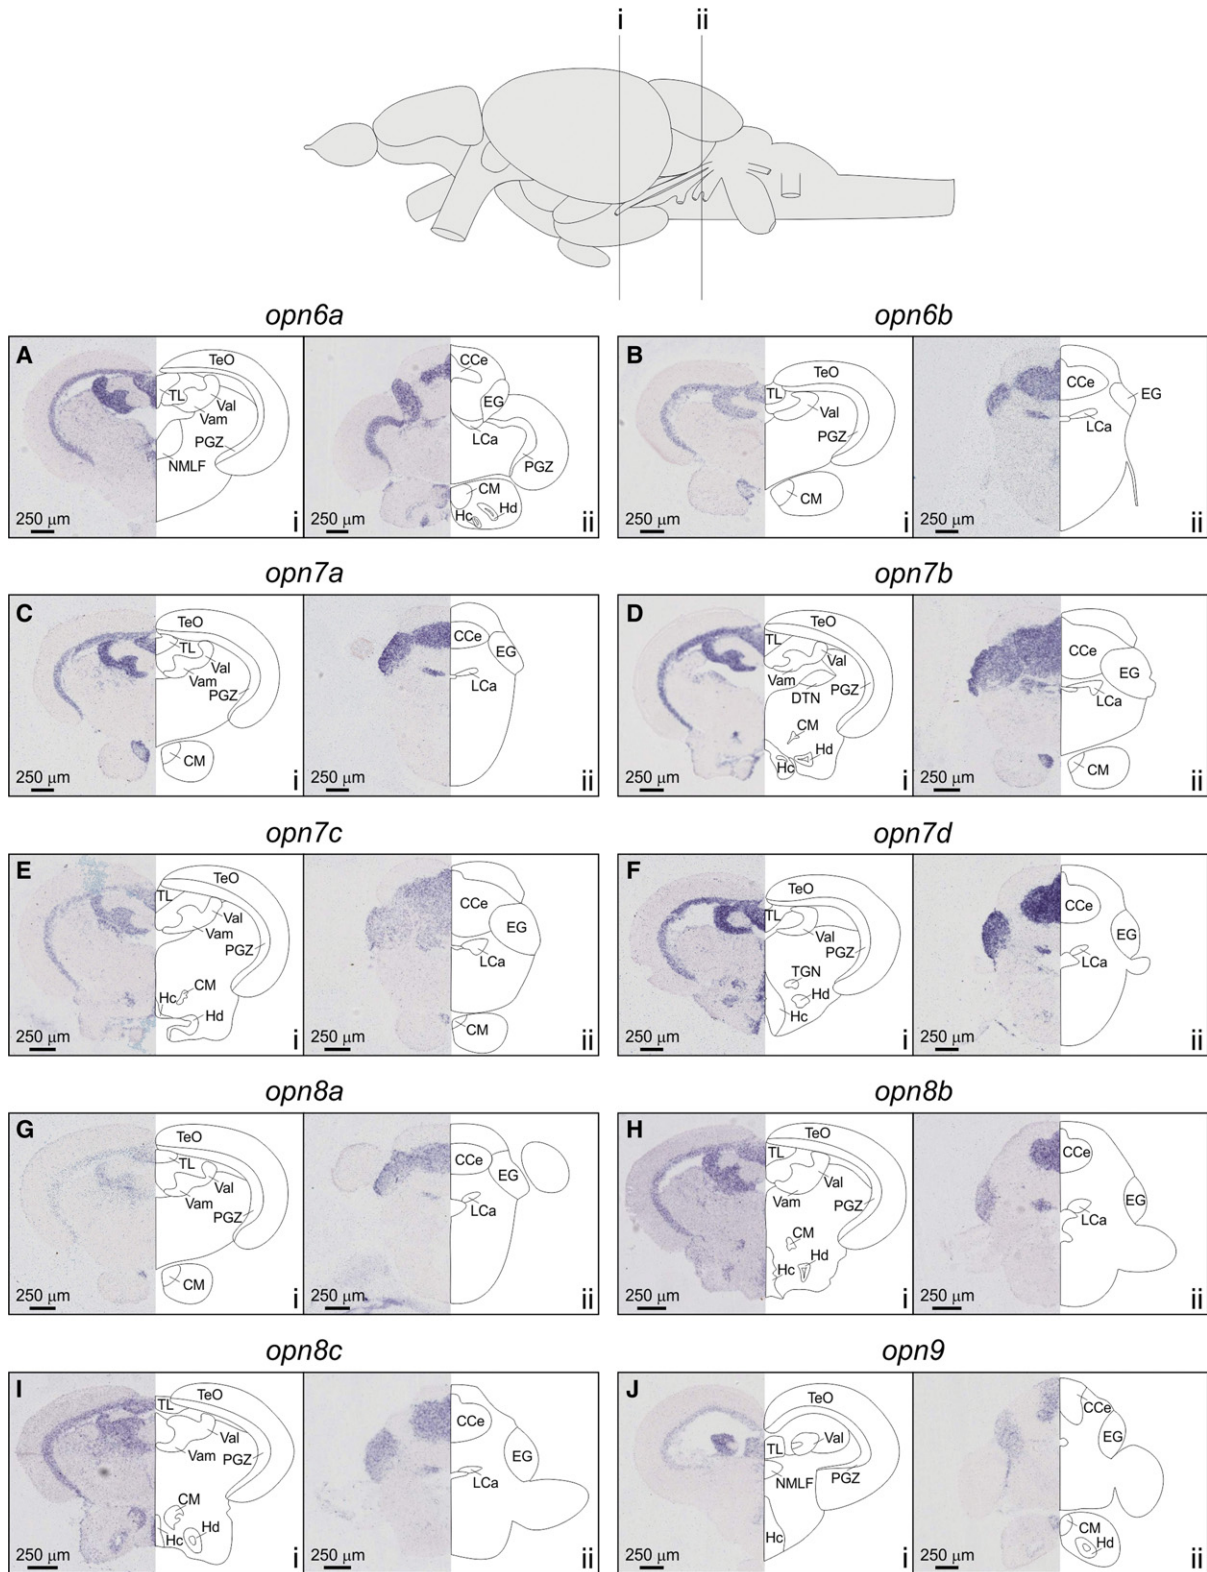 i ii
opn6a opn6b
A
TeO
TL
Val
Vam
PGZ
NMLF
250 µm
i
CCe
EG
LCa
PGZ
CM
Hc
Hd
250 µm
ii
B
TeO
TL
Val
PGZ
CM
250 µm
i
CCe
EG
LCa
250 µm
ii
opn7a opn7b
C
TeO
TL
Val
Vam
PGZ
CM
250 µm
i
CCe
EG
LCa
250 µm
ii
D
TeO
TL
Val
Vam
PGZ
DTN
CM
Hd
Hc
250 µm
i
CCe
EG
LCa
CM
250 µm
ii
opn7c opn7d
E
TeO
TL
Val
Vam
PGZ
CM
Hc
Hd
250 µm
i
CCe
EG
LCa
CM
250 µm
ii
F
TeO
TL
Val
PGZ
TGN
Hd
Hc
250 µm
i
CCe
EG
LCa
250 µm
ii
opn8a opn8b
G
TeO
TL
Val
Vam
PGZ
CM
250 µm
i
CCe
EG
LCa
250 µm
ii
H
TeO
TL
Val
Vam
PGZ
CM
Hd
Hc
250 µm
i
CCe
EG
LCa
250 µm
ii
opn8c opn9
I
TeO
TL
Val
Vam
PGZ
CM
Hd
Hc
250 µm
i
CCe
EG
LCa
250 µm
ii
J
TeO
TL
Val
NMLF
PGZ
Hc
250 µm
i
CCe
EG
CM
Hd
250 µm
ii